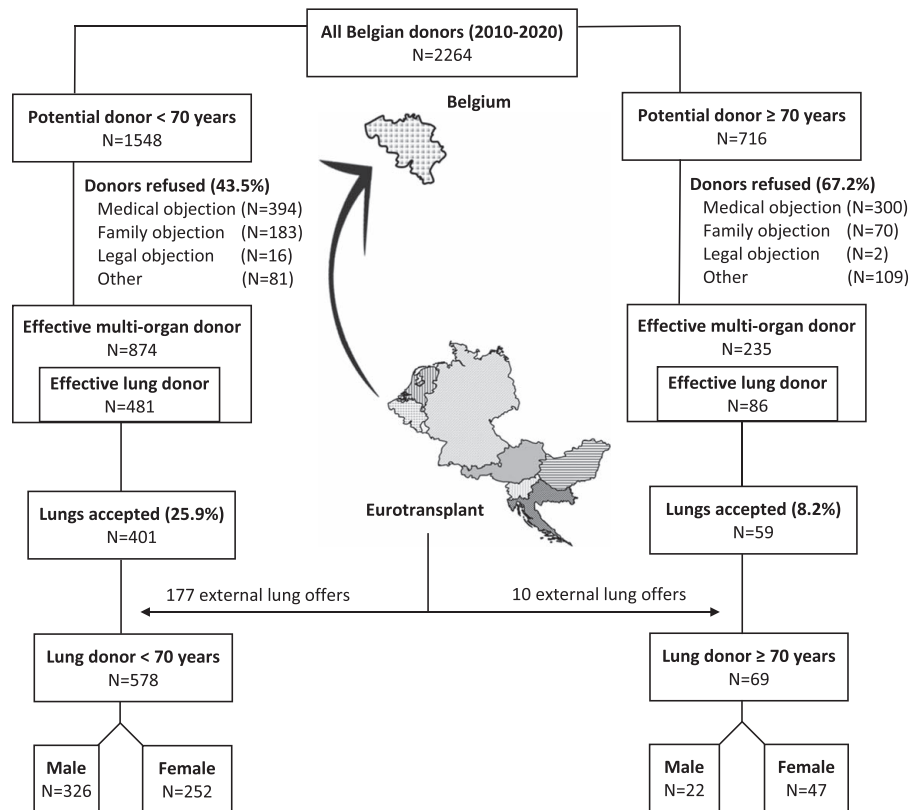 All Belgian donors (2010-2020)
N=2264
Belgium
Potential donor < 70 years
N=1548
Donors refused (43.5%)
Medical objection (N=394)
Family objection (N=183)
Legal objection (N=16)
Other (N=81)
Effective multi-organ donor
N=874
Effective lung donor
N=481
Lungs accepted (25.9%)
N=401
Potential donor ≥ 70 years
N=716
Donors refused (67.2%)
Medical objection (N=300)
Family objection (N=70)
Legal objection (N=2)
Other (N=109)
Effective multi-organ donor
N=235
Effective lung donor
N=86
Lungs accepted (8.2%)
N=59
Eurotransplant
177 external lung offers
10 external lung offers
Lung donor < 70 years
N=578
Male
N=326
Female
N=252
Lung donor ≥ 70 years
N=69
Male
N=22
Female
N=47